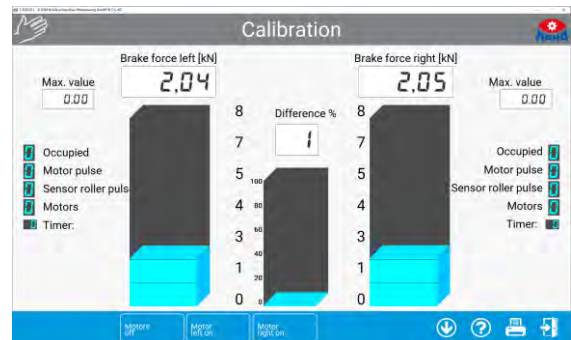 Calibration
Brake force left [kN]
2,04
Max. value
0.00
Difference %
1
Brake force right [kN]
2,05
Max. value
0.00
8
7
5
4
3
1
0
100
80
60
40
20
0
8
7
5
4
3
1
0
Occupied
Motor pulse
Sensor roller puls
Motors
Timer:
Occupied
Motor pulse
Sensor roller pulse
Motors
Timer:
Motors
off
Motor
left on
Motor
right on
?